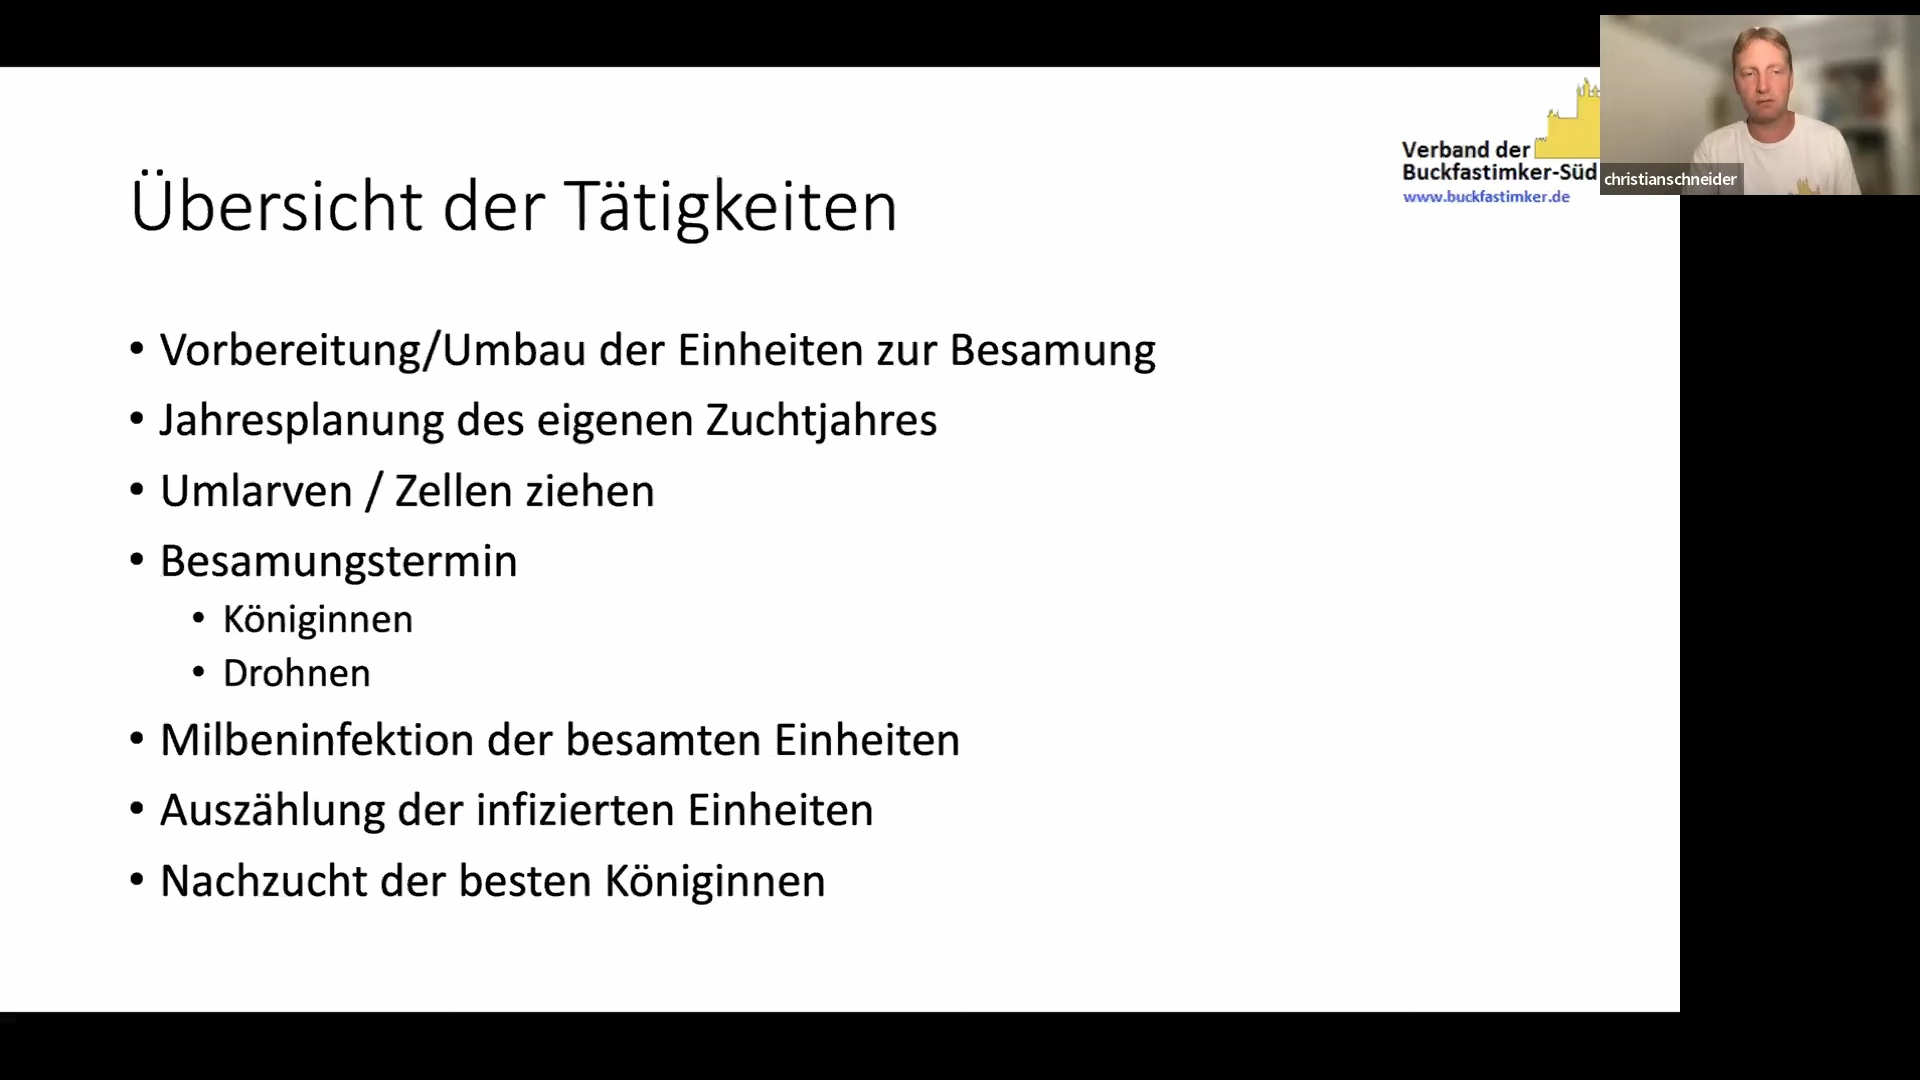 Verband der
Buckfastimker-Süd
www.buckfastimker.de
christianschneider
Übersicht der Tätigkeiten
• Vorbereitung/Umbau der Einheiten zur Besamung
• Jahresplanung des eigenen Zuchtjahres
• Umlarven / Zellen ziehen
• Besamungstermin
• Königinnen
• Drohnen
• Milbeninfektion der besamten Einheiten
• Auszählung der infizierten Einheiten
• Nachzucht der besten Königinnen